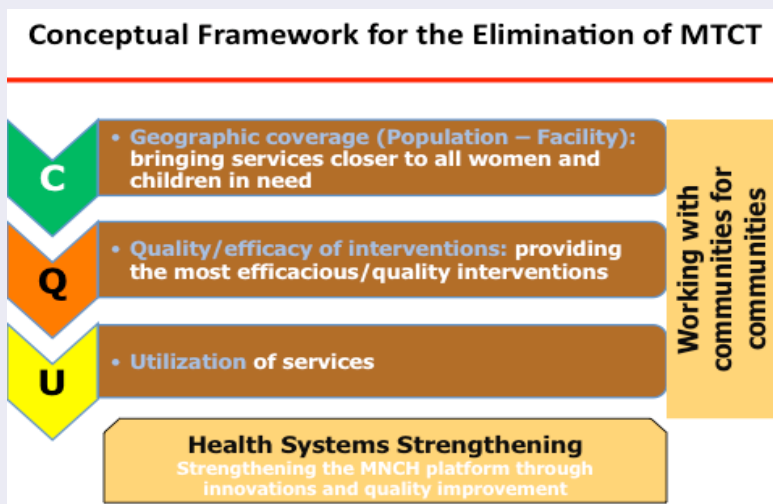 Conceptual Framework for the Elimination of MTCT
C
• Geographic coverage (Population – Facility):
bringing services closer to all women and
children in need
Q
• Quality/efficacy of interventions: providing
the most efficacious/quality interventions
U
• Utilization of services
Working with
communities for
communities
Health Systems Strengthening
Strengthening the MNCH platform through
innovations and quality improvement